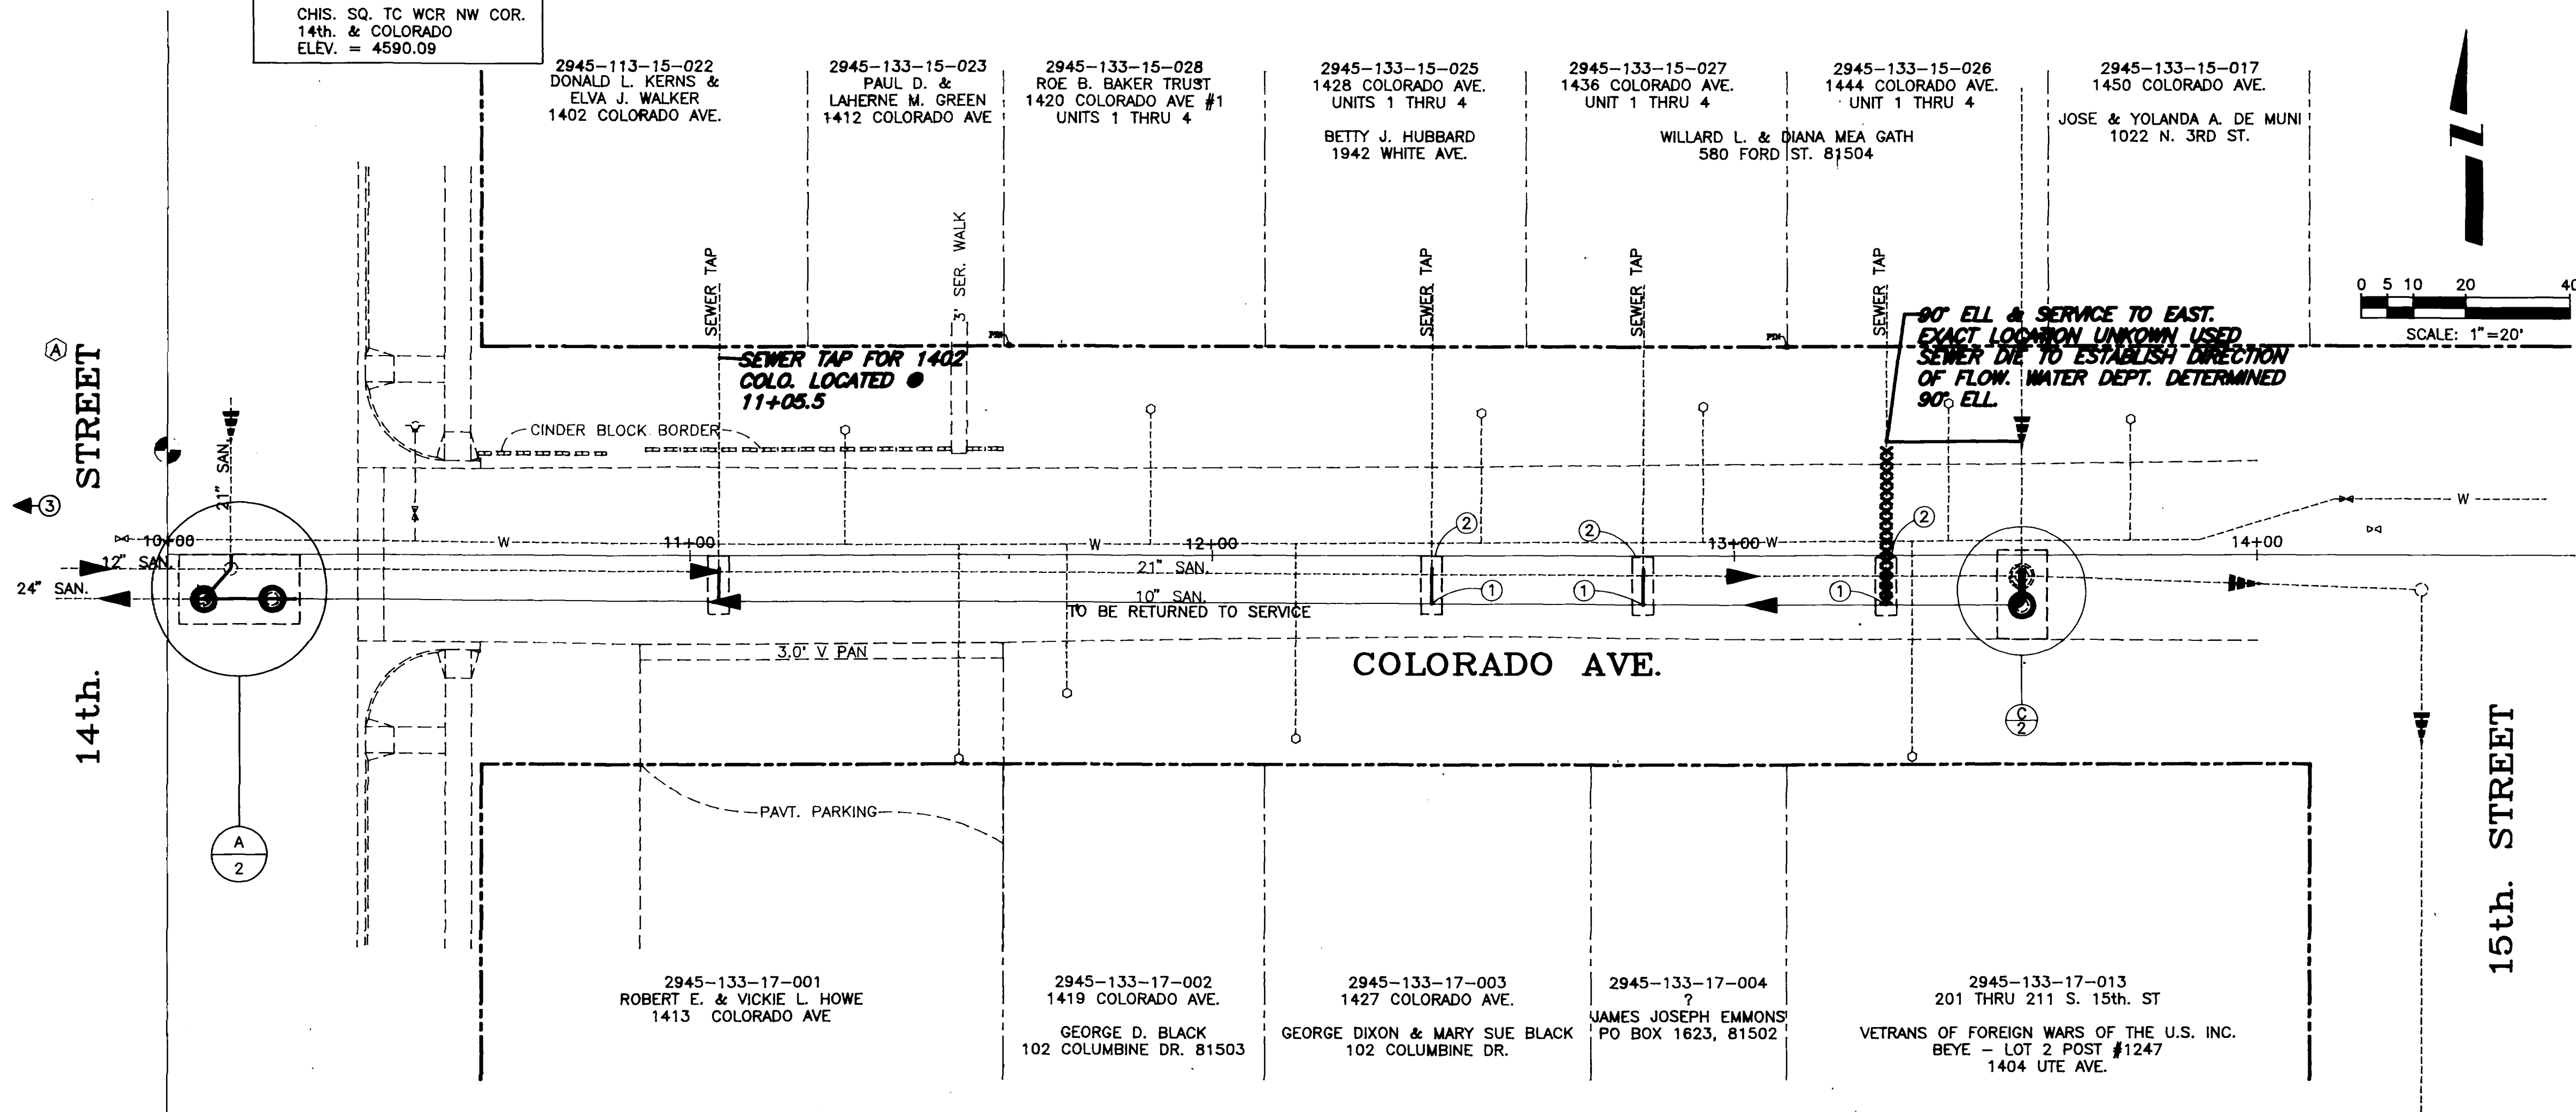 CHIS. SQ. TC WCR NW COR.
14th. & COLORADO
ELEV. = 4590.09
2945-113-15-022
DONALD L. KERNS &
ELVA J. WALKER
1402 COLORADO AVE.
2945-133-15-023
PAUL D. &
LAHERNE M. GREEN
1412 COLORADO AVE
2945-133-15-028
ROE B. BAKER TRUST
1420 COLORADO AVE #1
UNITS 1 THRU 4
2945-133-15-025
1428 COLORADO AVE.
UNITS 1 THRU 4
BETTY J. HUBBARD
1942 WHITE AVE.
2945-133-15-027
1436 COLORADO AVE.
UNIT 1 THRU 4
2945-133-15-026
1444 COLORADO AVE.
UNIT 1 THRU 4
WILLARD L. & DIANA MEA GATH
580 FORD ST. 81504
2945-133-15-017
1450 COLORADO AVE.
JOSE & YOLANDA A. DE MUNI
1022 N. 3RD ST.
0 5 10 20 40
SCALE: 1"=20'
SEWER TAP
3' SER. WALK
SEWER TAP
SEWER TAP
SEWER TAP
PIN
PIN
SEWER TAP FOR 1402
COLO. LOCATED @
11+05.5
90° ELL & SERVICE TO EAST.
EXACT LOCATION UNKOWN USED
SEWER DIE TO ESTABLISH DIRECTION
OF FLOW. WATER DEPT. DETERMINED
90° ELL.
A
14th. STREET
21" SAN.
CINDER BLOCK BORDER
3
10+00
W
11+00
W
12+00
13+00
W
14+00
W
2
2
2
12" SAN.
24" SAN.
21" SAN.
10" SAN.
TO BE RETURNED TO SERVICE
1
1
1
3.0' V PAN
COLORADO AVE.
C
2
A
2
PAVT. PARKING
15th. STREET
2945-133-17-001
ROBERT E. & VICKIE L. HOWE
1413 COLORADO AVE
2945-133-17-002
1419 COLORADO AVE.
GEORGE D. BLACK
102 COLUMBINE DR. 81503
2945-133-17-003
1427 COLORADO AVE.
GEORGE DIXON & MARY SUE BLACK
102 COLUMBINE DR.
2945-133-17-004
?
JAMES JOSEPH EMMONS
PO BOX 1623, 81502
2945-133-17-013
201 THRU 211 S. 15th. ST
VETRANS OF FOREIGN WARS OF THE U.S. INC.
BEYE - LOT 2 POST #1247
1404 UTE AVE.